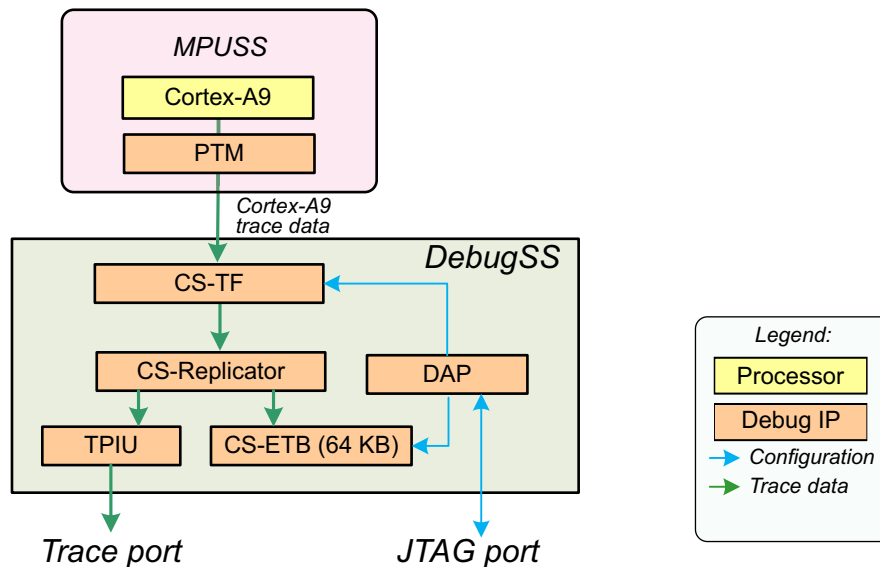 MPUSS
Cortex-A9
PTM
Cortex-A9
trace data
DebugSS
CS-TF
CS-Replicator
DAP
TPIU
CS-ETB (64 KB)
Trace port
JTAG port
Legend:
Processor
Debug IP
Configuration
Trace data